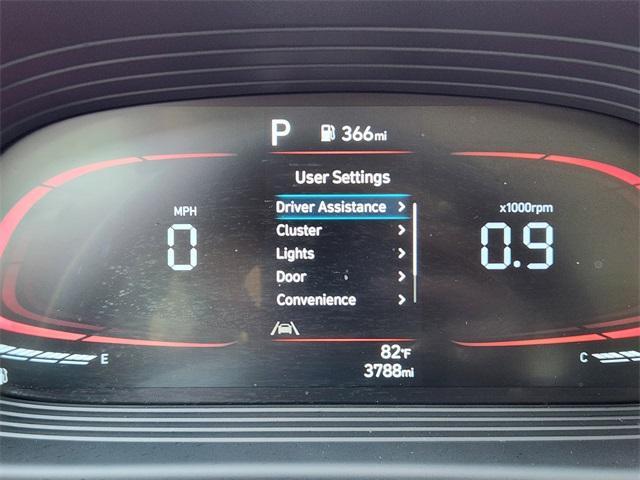 P 366mi
User Settings
Driver Assistance >
Cluster >
Lights >
Door >
Convenience >
MPH
0
x1000rpm
0.9
E
C
82°F
3788mi